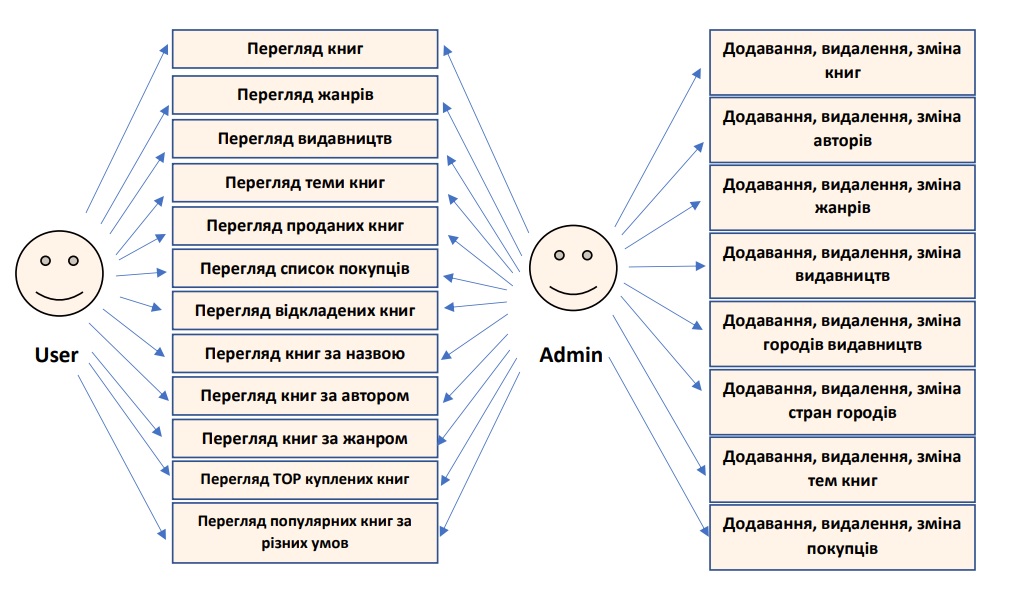 Перегляд книг
Перегляд жанрів
Перегляд видавництв
Перегляд теми книг
Перегляд проданих книг
Перегляд список покупців
Перегляд відкладених книг
Перегляд книг за назвою
Перегляд книг за автором
Перегляд книг за жанром
Перегляд TOP куплених книг
Перегляд популярних книг за
різних умов
User
Admin
Додавання, видалення, зміна
книг
Додавання, видалення, зміна
авторів
Додавання, видалення, зміна
жанрів
Додавання, видалення, зміна
видавництв
Додавання, видалення, зміна
городів видавництв
Додавання, видалення, зміна
стран городів
Додавання, видалення, зміна
тем книг
Додавання, видалення, зміна
покупців